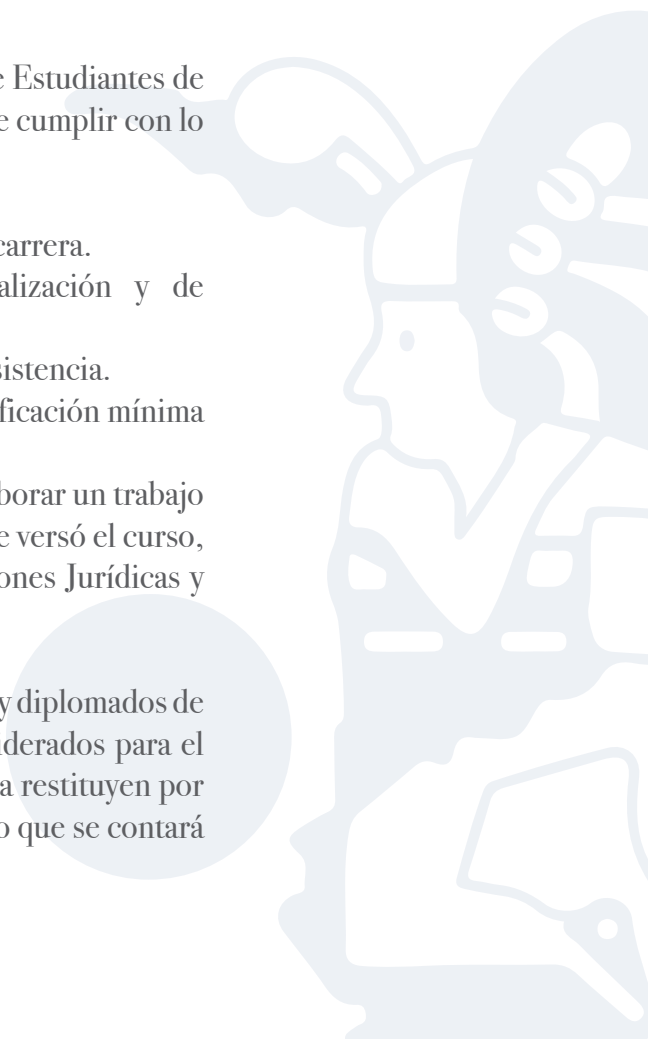 e Estudiantes de
e cumplir con lo
carrera.
alización y de
sistencia.
ficación mínima
borar un trabajo
e versó el curso,
ones Jurídicas y
y diplomados de
iderados para el
a restituyen por
o que se contará